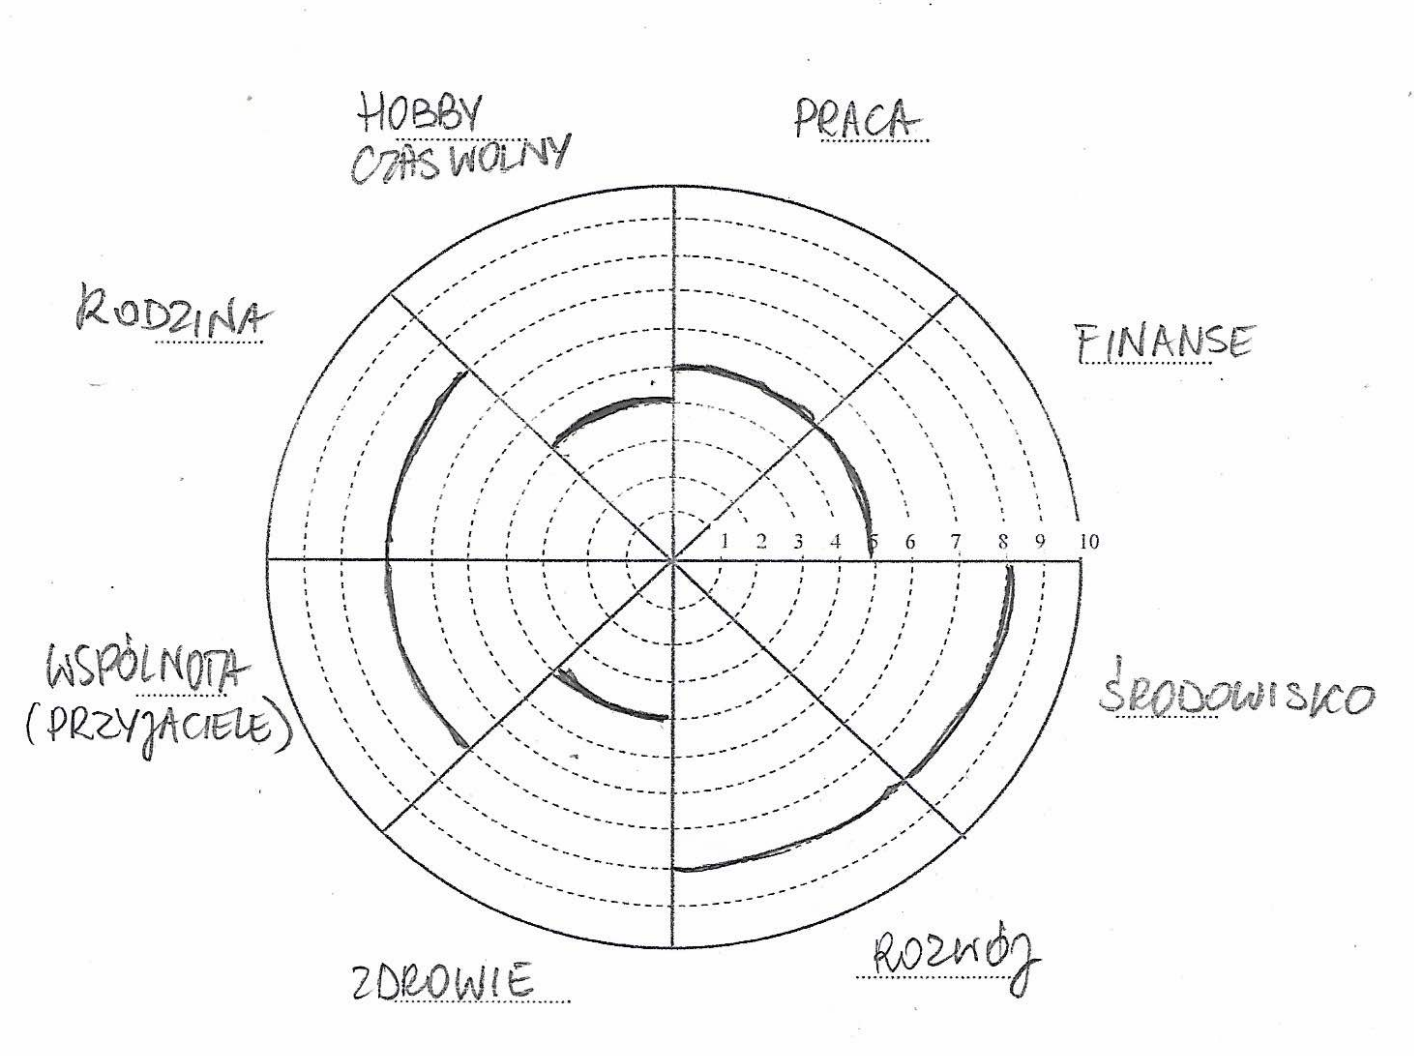 HOBBY
CZAS WOLNY
PRACA
RODZINA
FINANSE
1 2 3 4 5 6 7 8 9 10
WSPÓLNOTA
(PRZYJACIELE)
ŚRODOWISKO
ZDROWIE
ROZWÓJ